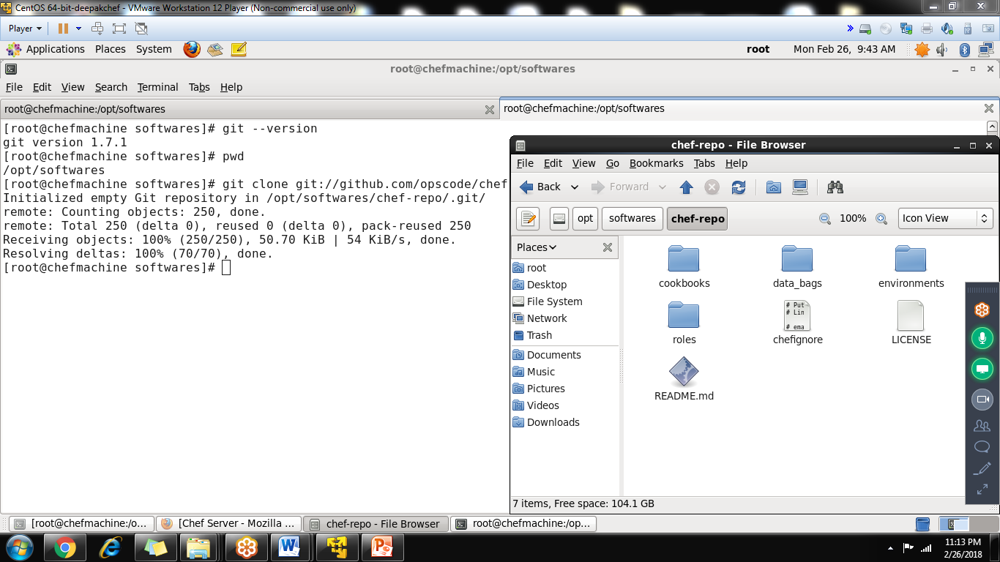 CentOS 64-bit-deepakchef - VMware Workstation 12 Player (Non-commercial use only)
Player
Applications Places System root Mon Feb 26, 9:43 AM
root@chefmachine:/opt/softwares
File Edit View Search Terminal Tabs Help
root@chefmachine:/opt/softwares root@chefmachine:/opt/softwares
[root@chefmachine softwares]# git --version
git version 1.7.1
[root@chefmachine softwares]# pwd
/opt/softwares
[root@chefmachine softwares]# git clone git://github.com/opscode/chef
Initialized empty Git repository in /opt/softwares/chef-repo/.git/
remote: Counting objects: 250, done.
remote: Total 250 (delta 0), reused 0 (delta 0), pack-reused 250
Receiving objects: 100% (250/250), 50.70 KiB | 54 KiB/s, done.
Resolving deltas: 100% (70/70), done.
[root@chefmachine softwares]#
chef-repo - File Browser
File Edit View Go Bookmarks Tabs Help
Back Forward
opt softwares chef-repo 100% Icon View
Places
root
Desktop
File System
Network
Trash
Documents
Music
Pictures
Videos
Downloads
cookbooks data_bags environments
# Put
# Lin
# ema
roles chefignore LICENSE
README.md
7 items, Free space: 104.1 GB
[root@chefmachine:/o... [Chef Server - Mozilla ... chef-repo - File Browser root@chefmachine:/op...
11:13 PM
2/26/2018